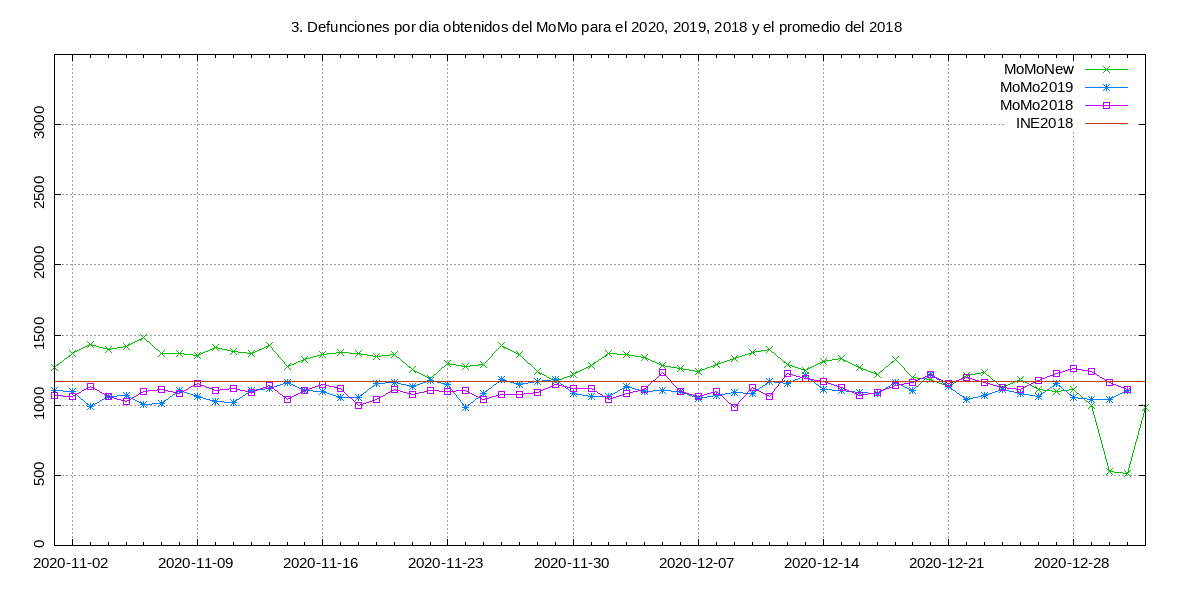 3. Defunciones por dia obtenidos del MoMo para el 2020, 2019, 2018 y el promedio del 2018
MoMoNew
MoMo2019
MoMo2018
INE2018
3000
2500
2000
1500
1000
500
0
2020-11-02 2020-11-09 2020-11-16 2020-11-23 2020-11-30 2020-12-07 2020-12-14 2020-12-21 2020-12-28